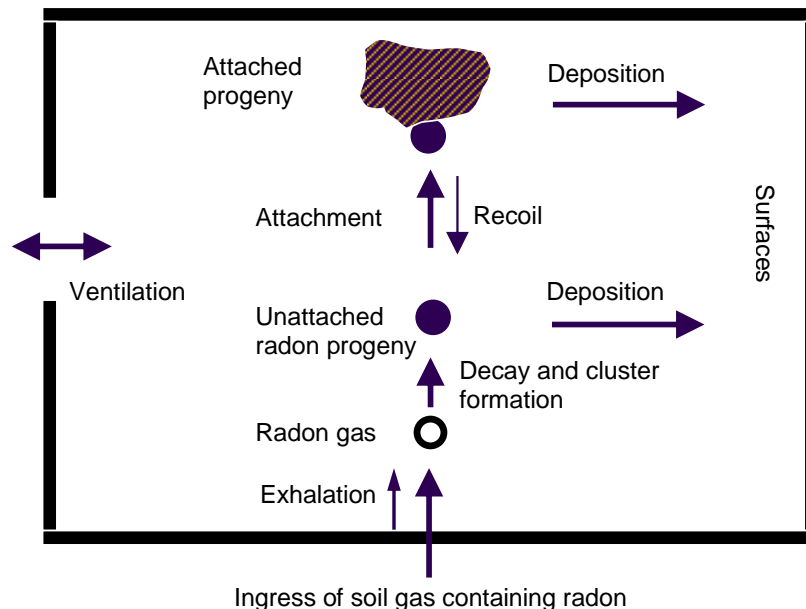 Attached
progeny
Deposition
Attachment
Recoil
Surfaces
Ventilation
Deposition
Unattached
radon progeny
Decay and cluster
formation
Radon gas
Exhalation
Ingress of soil gas containing radon